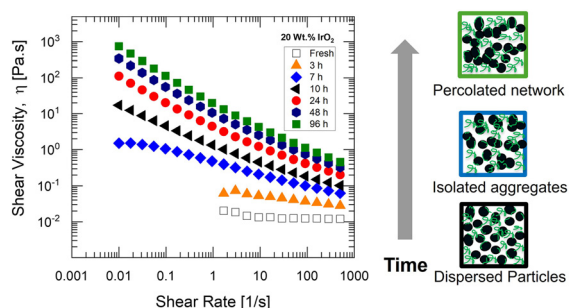 Shear Viscosity, η [Pa.s]
10³
10²
10¹
10⁰
10⁻¹
10⁻²
0.001
0.01
0.1
1
10
100
1000
Shear Rate [1/s]
20 Wt.% IrO₂
Fresh
3 h
7 h
10 h
24 h
48 h
96 h
Time
Percolated network
Isolated aggregates
Dispersed Particles